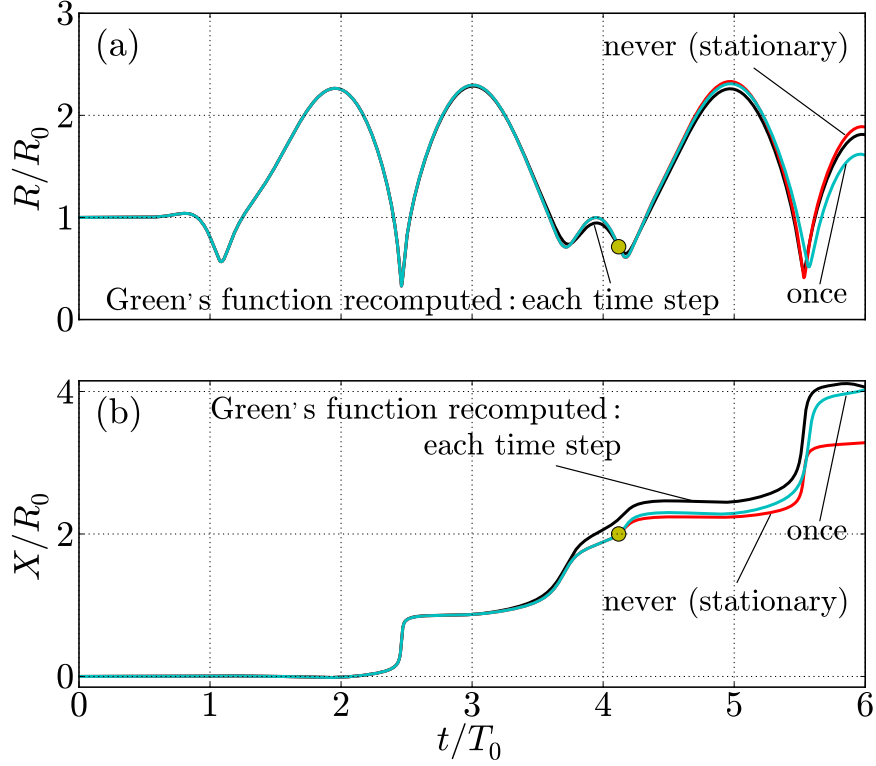 3
(a)
never (stationary)
2
R/R₀
1
Green's function recomputed: each time step
once
0
4
(b)
Green's function recomputed:
each time step
X/R₀
2
once
never (stationary)
0
0 1 2 3 4 5 6
t/T₀